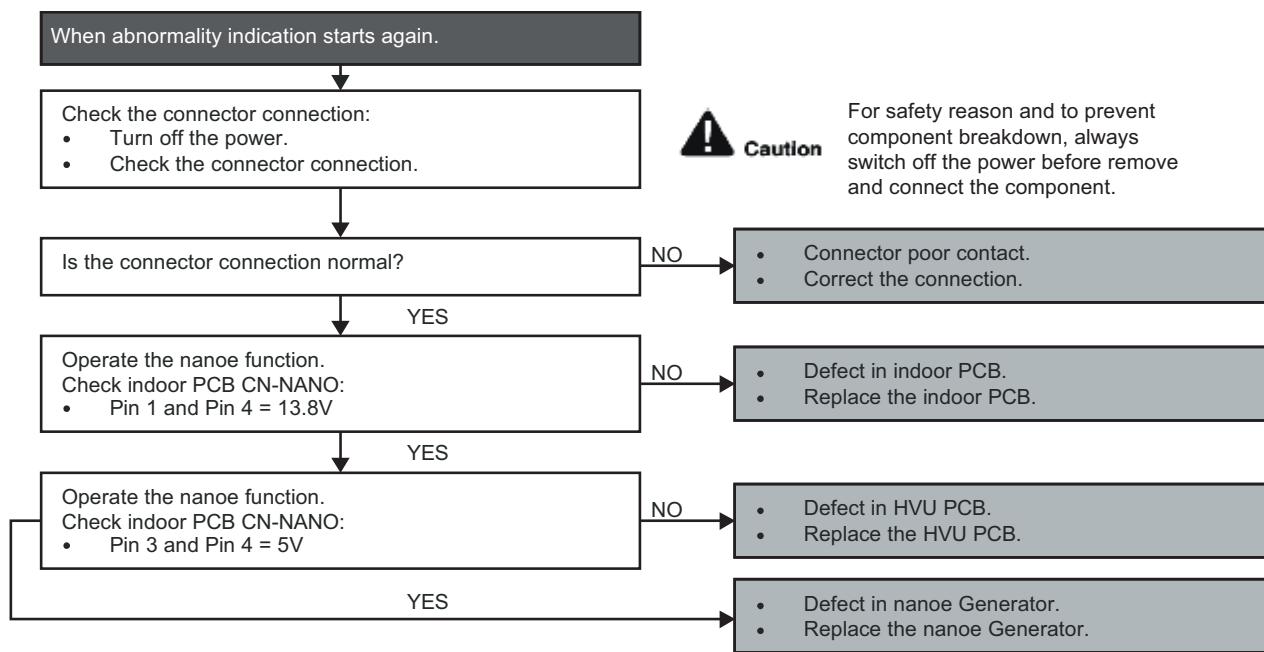 When abnormality indication starts again.
Check the connector connection:
• Turn off the power.
• Check the connector connection.
Caution
For safety reason and to prevent
component breakdown, always
switch off the power before remove
and connect the component.
Is the connector connection normal?
NO
• Connector poor contact.
• Correct the connection.
YES
Operate the nanoe function.
Check indoor PCB CN-NANO:
• Pin 1 and Pin 4 = 13.8V
NO
• Defect in indoor PCB.
• Replace the indoor PCB.
YES
Operate the nanoe function.
Check indoor PCB CN-NANO:
• Pin 3 and Pin 4 = 5V
NO
• Defect in HVU PCB.
• Replace the HVU PCB.
YES
• Defect in nanoe Generator.
• Replace the nanoe Generator.